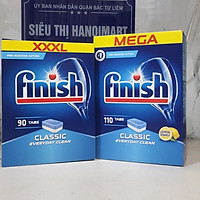 ỦY BAN NHÂN DÂN QUẬN BẮC TỪ LIÊM
SIÊU THỊ HANOIMART
XXXL
finish
90 TABS
CLASSIC
EVERYDAY CLEAN
MEGA
finish
110 TABS
CLASSIC
EVERYDAY CLEAN